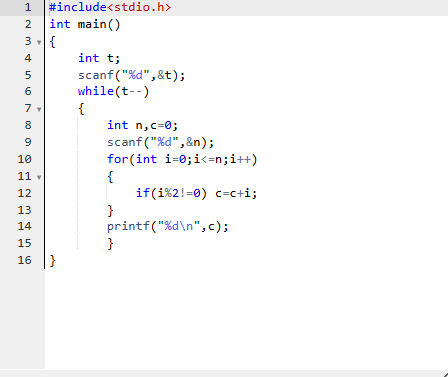 1 #include<stdio.h>
2 int main()
3 {
4 int t;
5 scanf("%d",&t);
6 while(t--)
7 {
8 int n,c=0;
9 scanf("%d",&n);
10 for(int i=0;i<=n;i++)
11 {
12 if(i%2!=0) c=c+i;
13 }
14 printf("%d\n",c);
15 }
16 }